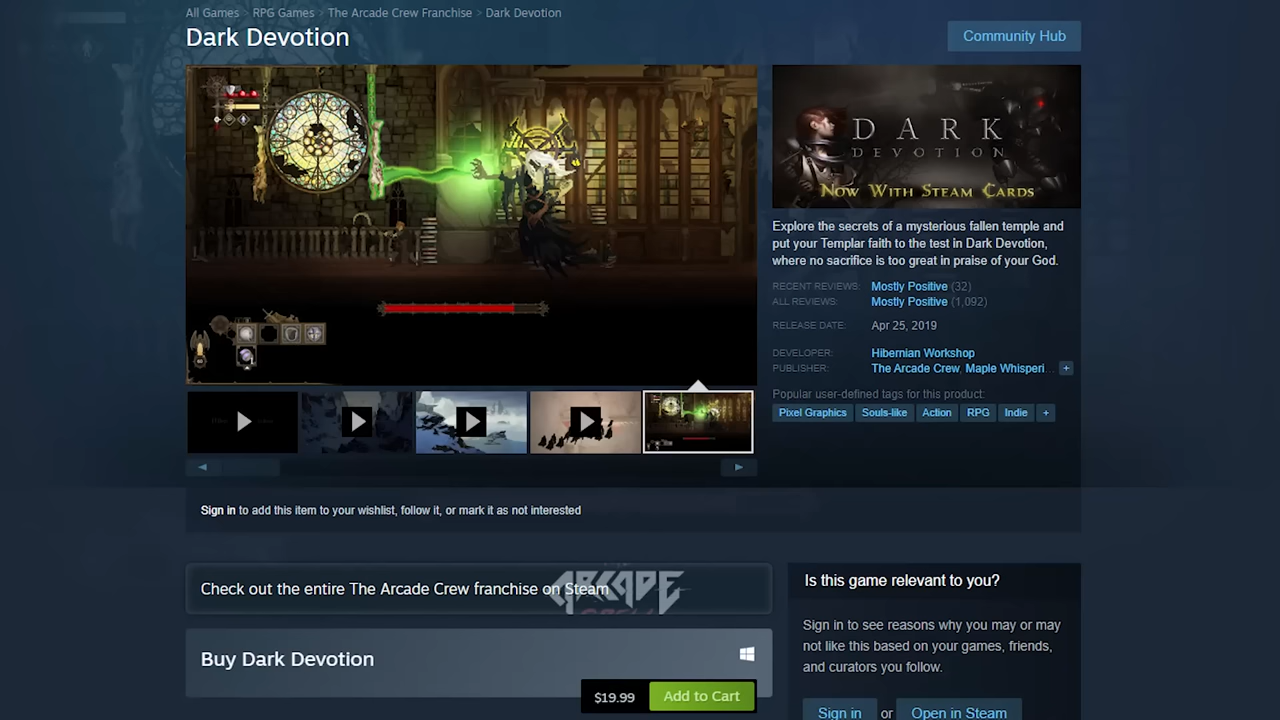 All Games > RPG Games > The Arcade Crew Franchise > Dark Devotion
Dark Devotion
Community Hub
DARK
DEVOTION
NOW WITH STEAM CARDS
Explore the secrets of a mysterious fallen temple and
put your Templar faith to the test in Dark Devotion,
where no sacrifice is too great in praise of your God.
RECENT REVIEWS: Mostly Positive (32)
ALL REVIEWS: Mostly Positive (1,092)
RELEASE DATE: Apr 25, 2019
DEVELOPER: Hibernian Workshop
PUBLISHER: The Arcade Crew, Maple Whisperi... +
Popular user-defined tags for this product:
Pixel Graphics Souls-like Action RPG Indie +
Sign in to add this item to your wishlist, follow it, or mark it as not interested
Check out the entire The Arcade Crew franchise on Steam
ARCADE
CREW
Is this game relevant to you?
Sign in to see reasons why you may or may
not like this based on your games, friends,
and curators you follow.
Sign in or Open in Steam
Buy Dark Devotion
$19.99 Add to Cart